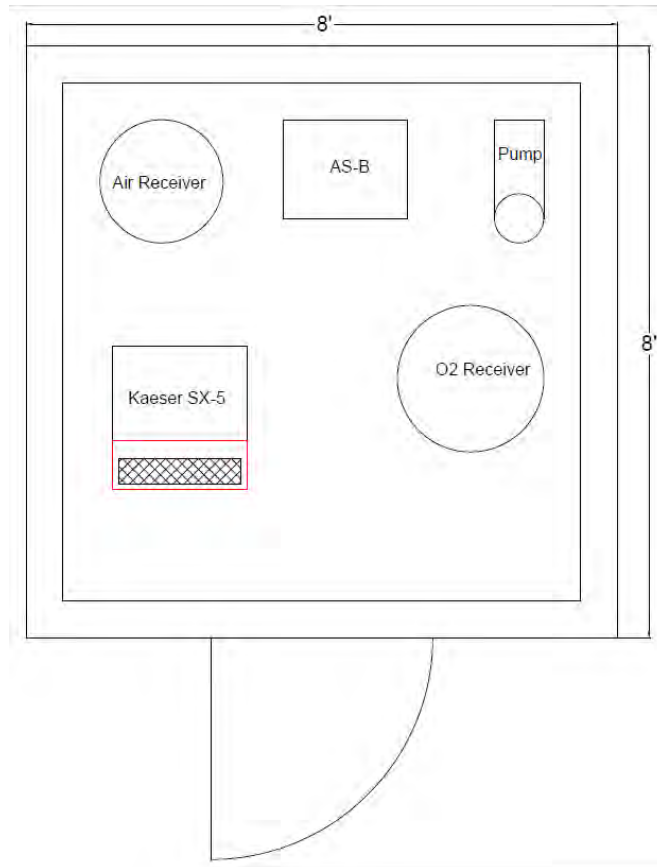 8'
Air Receiver
AS-B
Pump
8'
O2 Receiver
Kaeser SX-5